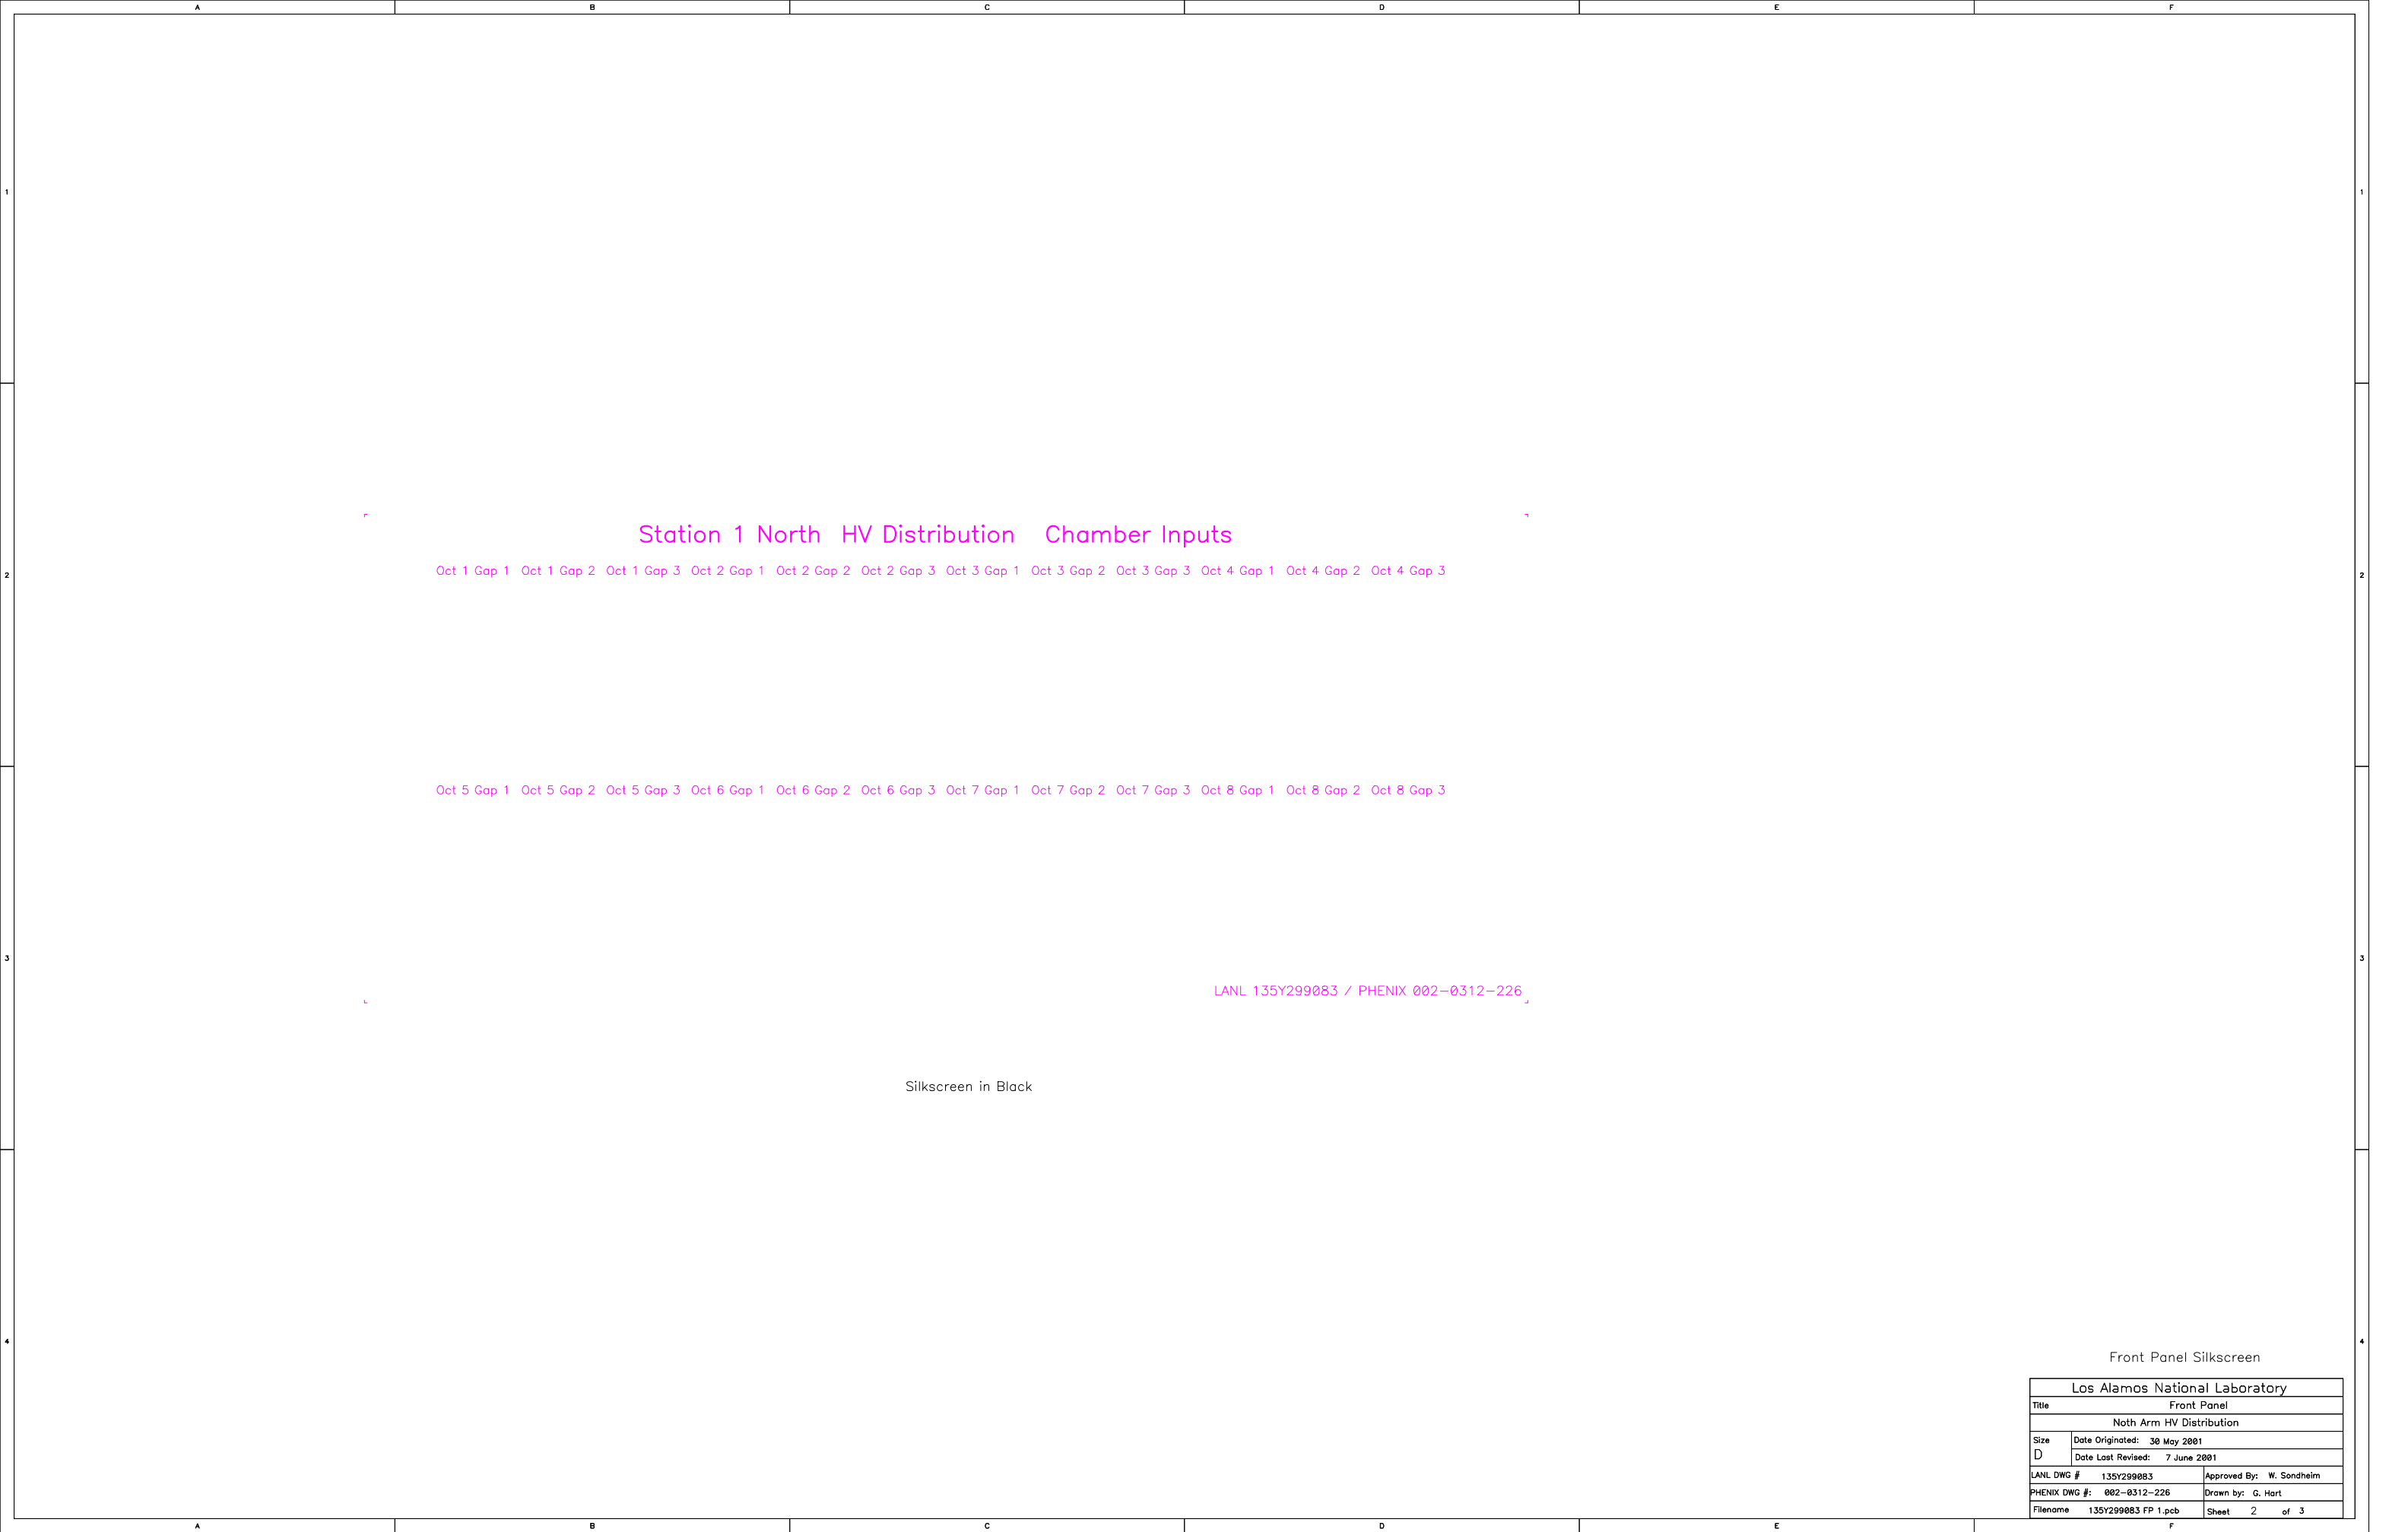 A B C D E F
1 1
Station 1 North HV Distribution Chamber Inputs
Oct 1 Gap 1 Oct 1 Gap 2 Oct 1 Gap 3 Oct 2 Gap 1 Oct 2 Gap 2 Oct 2 Gap 3 Oct 3 Gap 1 Oct 3 Gap 2 Oct 3 Gap 3 Oct 4 Gap 1 Oct 4 Gap 2 Oct 4 Gap 3
2 2
Oct 5 Gap 1 Oct 5 Gap 2 Oct 5 Gap 3 Oct 6 Gap 1 Oct 6 Gap 2 Oct 6 Gap 3 Oct 7 Gap 1 Oct 7 Gap 2 Oct 7 Gap 3 Oct 8 Gap 1 Oct 8 Gap 2 Oct 8 Gap 3
3 3
LANL 135Y299083 / PHENIX 002-0312-226
Silkscreen in Black
4 4
Front Panel Silkscreen
Los Alamos National Laboratory
Title Front Panel
Noth Arm HV Distribution
Size Date Originated: 30 May 2001
D Date Last Revised: 7 June 2001
LANL DWG # 135Y299083 Approved By: W. Sondheim
PHENIX DWG #: 002-0312-226 Drawn by: G. Hart
Filename 135Y299083 FP 1.pcb Sheet 2 of 3
A B C D E F